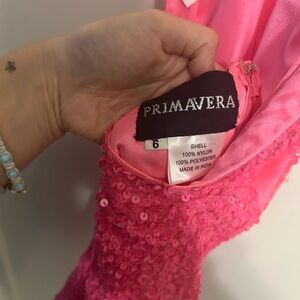 PRIMAVERA
6
SHELL
100% NYLON
100% POLYESTER
MADE IN INDIA